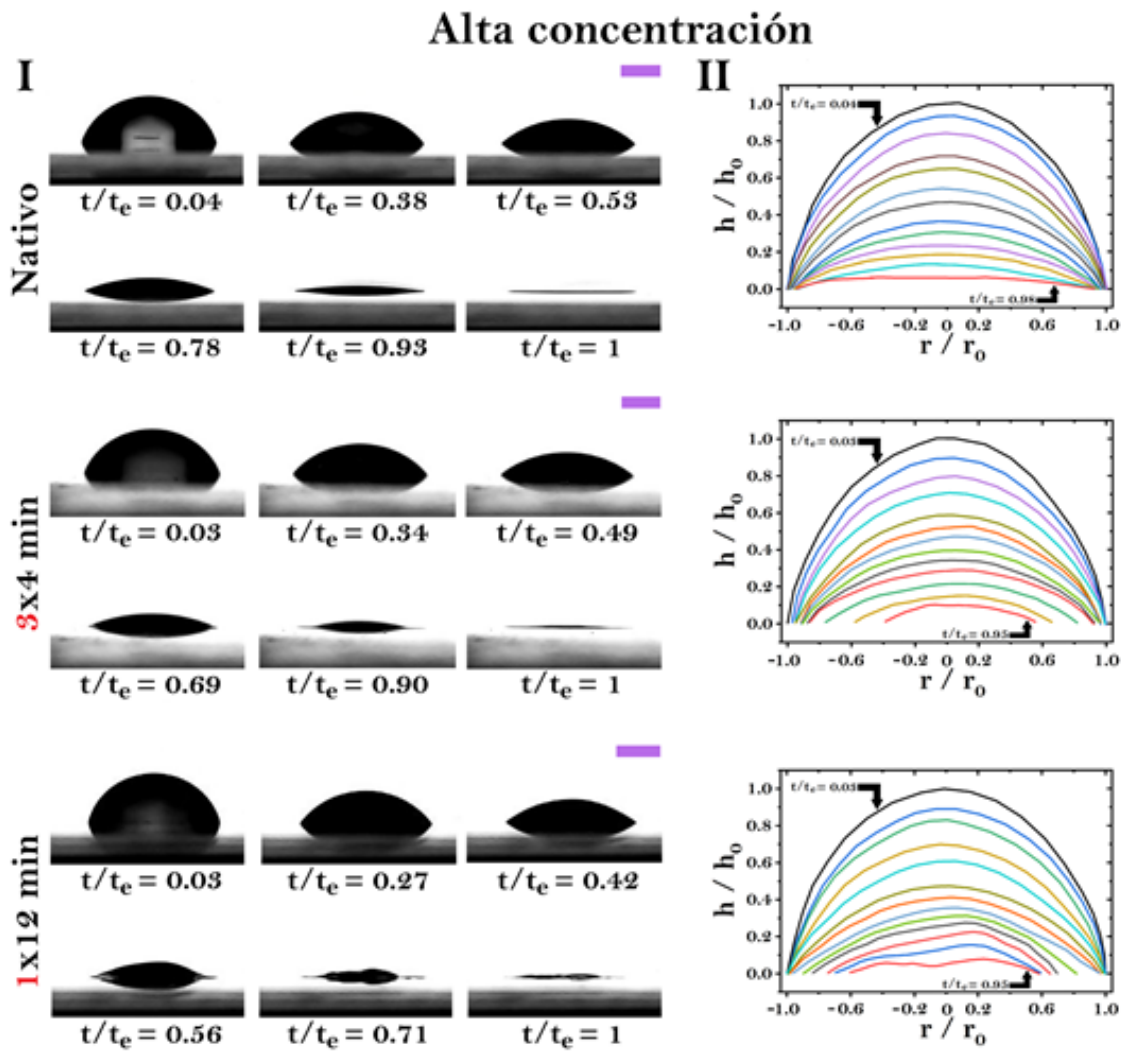 Alta concentración
I
II
Nativo
t/te = 0.04
t/te = 0.38
t/te = 0.53
t/te = 0.78
t/te = 0.93
t/te = 1
h / h0
1.0
0.8
0.6
0.4
0.2
0.0
t/te = 0.04
t/te = 0.98
-1.0 -0.6 -0.2 0 0.2 0.6 1.0
r / r0
3x4 min
t/te = 0.03
t/te = 0.34
t/te = 0.49
t/te = 0.69
t/te = 0.90
t/te = 1
h / h0
1.0
0.8
0.6
0.4
0.2
0.0
t/te = 0.03
t/te = 0.95
-1.0 -0.6 -0.2 0 0.2 0.6 1.0
r / r0
1x12 min
t/te = 0.03
t/te = 0.27
t/te = 0.42
t/te = 0.56
t/te = 0.71
t/te = 1
h / h0
1.0
0.8
0.6
0.4
0.2
0.0
t/te = 0.03
t/te = 0.95
-1.0 -0.6 -0.2 0 0.2 0.6 1.0
r / r0